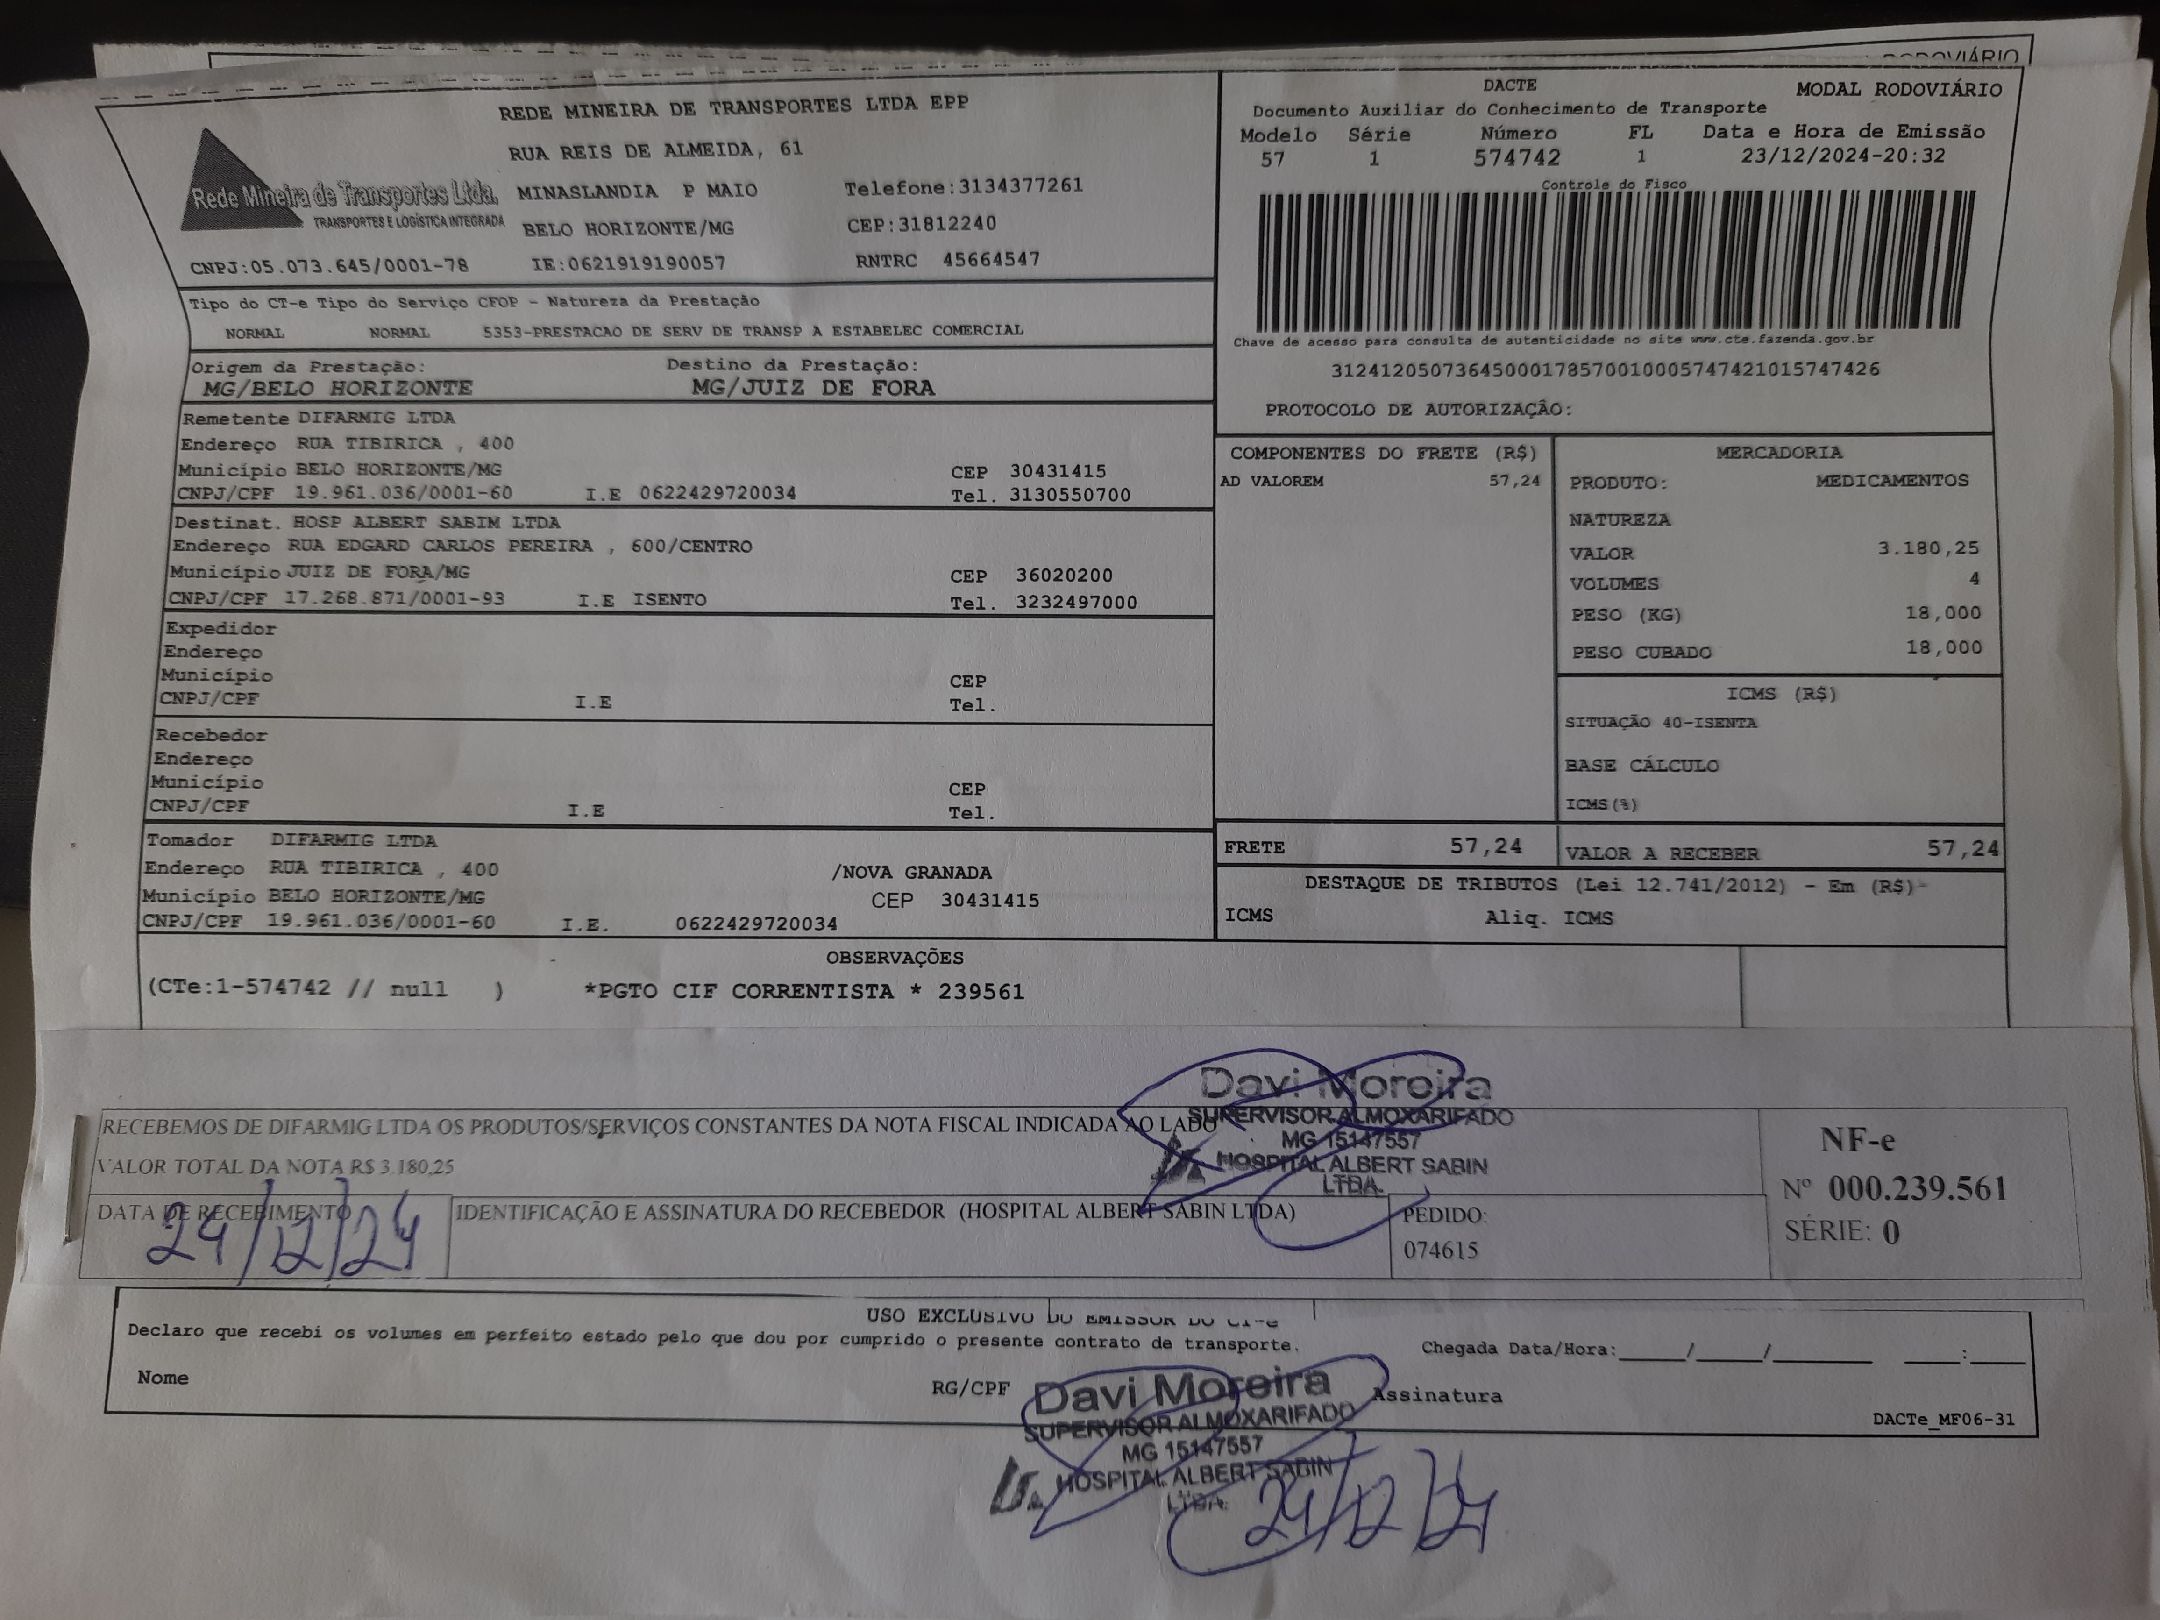 RODOVIÁRIO
REDE MINEIRA DE TRANSPORTES LTDA EPP
RUA REIS DE ALMEIDA, 61
Rede Mineira de Transportes Ltda.
TRANSPORTES E LOGÍSTICA INTEGRADA
MINASLANDIA P MAIO Telefone:3134377261
BELO HORIZONTE/MG CEP:31812240
CNPJ:05.073.645/0001-78 IE:0621919190057 RNTRC 45664547
DACTE MODAL RODOVIÁRIO
Documento Auxiliar do Conhecimento de Transporte
Modelo Série Número FL Data e Hora de Emissão
57 1 574742 1 23/12/2024-20:32
Controle do Fisco
Chave de acesso para consulta de autenticidade no site www.cte.fazenda.gov.br
31241205073645000178570010005747421015747426
PROTOCOLO DE AUTORIZAÇÃO:
Tipo do CT-e Tipo do Serviço CFOP - Natureza da Prestação
NORMAL NORMAL 5353-PRESTACAO DE SERV DE TRANSP A ESTABELEC COMERCIAL
Origem da Prestação: Destino da Prestação:
MG/BELO HORIZONTE MG/JUIZ DE FORA
Remetente DIFARMIG LTDA
Endereço RUA TIBIRICA , 400
Município BELO HORIZONTE/MG CEP 30431415
CNPJ/CPF 19.961.036/0001-60 I.E 0622429720034 Tel. 3130550700
Destinat. HOSP ALBERT SABIM LTDA
Endereço RUA EDGARD CARLOS PEREIRA , 600/CENTRO
Município JUIZ DE FORA/MG CEP 36020200
CNPJ/CPF 17.268.871/0001-93 I.E ISENTO Tel. 3232497000
Expedidor
Endereço
Município CEP
CNPJ/CPF I.E Tel.
Recebedor
Endereço
Município CEP
CNPJ/CPF I.E Tel.
Tomador DIFARMIG LTDA
Endereço RUA TIBIRICA , 400 /NOVA GRANADA
Município BELO HORIZONTE/MG CEP 30431415
CNPJ/CPF 19.961.036/0001-60 I.E. 0622429720034
COMPONENTES DO FRETE (R$)
AD VALOREM 57,24
MERCADORIA
PRODUTO: MEDICAMENTOS
NATUREZA
VALOR 3.180,25
VOLUMES 4
PESO (KG) 18,000
PESO CUBADO 18,000
ICMS (R$)
SITUAÇÃO 40-ISENTA
BASE CÁLCULO
ICMS(%)
FRETE 57,24 VALOR A RECEBER 57,24
DESTAQUE DE TRIBUTOS (Lei 12.741/2012) - Em (R$)-
ICMS Aliq. ICMS
OBSERVAÇÕES
(CTe:1-574742 // null ) *PGTO CIF CORRENTISTA * 239561
Davi Moreira
SUPERVISOR ALMOXARIFADO
MG 15147557
HOSPITAL ALBERT SABIN
LTDA.
RECEBEMOS DE DIFARMIG LTDA OS PRODUTOS/SERVIÇOS CONSTANTES DA NOTA FISCAL INDICADA AO LADO
VALOR TOTAL DA NOTA R$ 3.180,25
NF-e
Nº 000.239.561
SÉRIE: 0
DATA DE RECEBIMENTO IDENTIFICAÇÃO E ASSINATURA DO RECEBEDOR (HOSPITAL ALBERT SABIN LTDA) PEDIDO:
24/12/24 074615
USO EXCLUSIVO DO EMISSOR DO CT-e
Declaro que recebi os volumes em perfeito estado pelo que dou por cumprido o presente contrato de transporte. Chegada Data/Hora:_____/_____/________ ____:____
Nome RG/CPF Assinatura
DACTe_MF06-31
Davi Moreira
SUPERVISOR ALMOXARIFADO
MG 15147557
HOSPITAL ALBERT SABIN
LTDA.
24/12/24